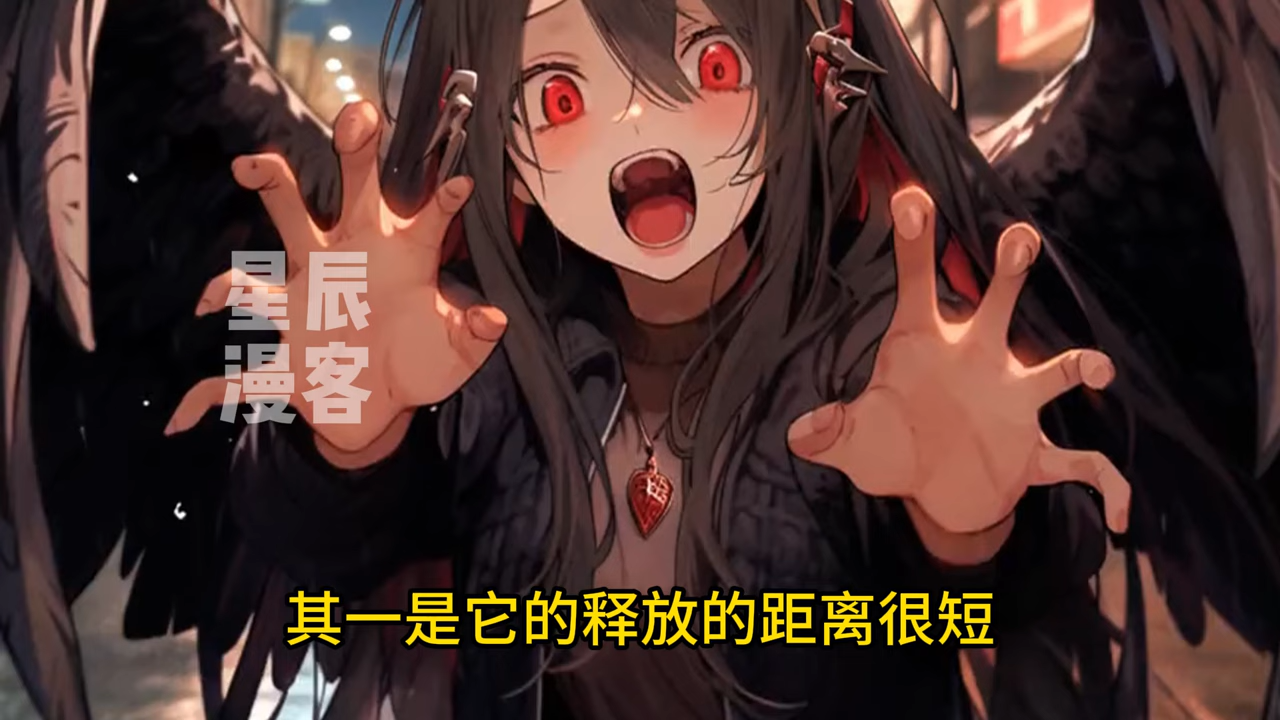 星辰
漫客
其一是它的释放的距离很短